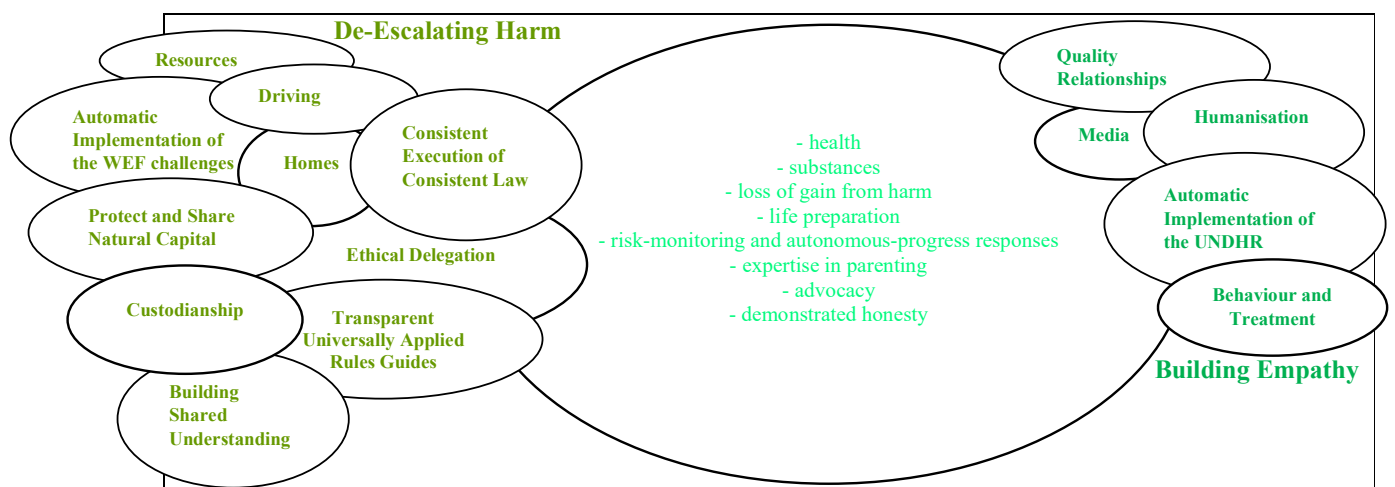 De-Escalating Harm
Resources
Driving
Automatic
Implementation of
the WEF challenges
Homes
Consistent
Execution of
Consistent Law
Protect and Share
Natural Capital
Ethical Delegation
Custodianship
Transparent
Universally Applied
Rules Guides
Building
Shared
Understanding
- health
- substances
- loss of gain from harm
- life preparation
- risk-monitoring and autonomous-progress responses
- expertise in parenting
- advocacy
- demonstrated honesty
Quality
Relationships
Media
Humanisation
Automatic
Implementation of
the UNDHR
Behaviour and
Treatment
Building Empathy